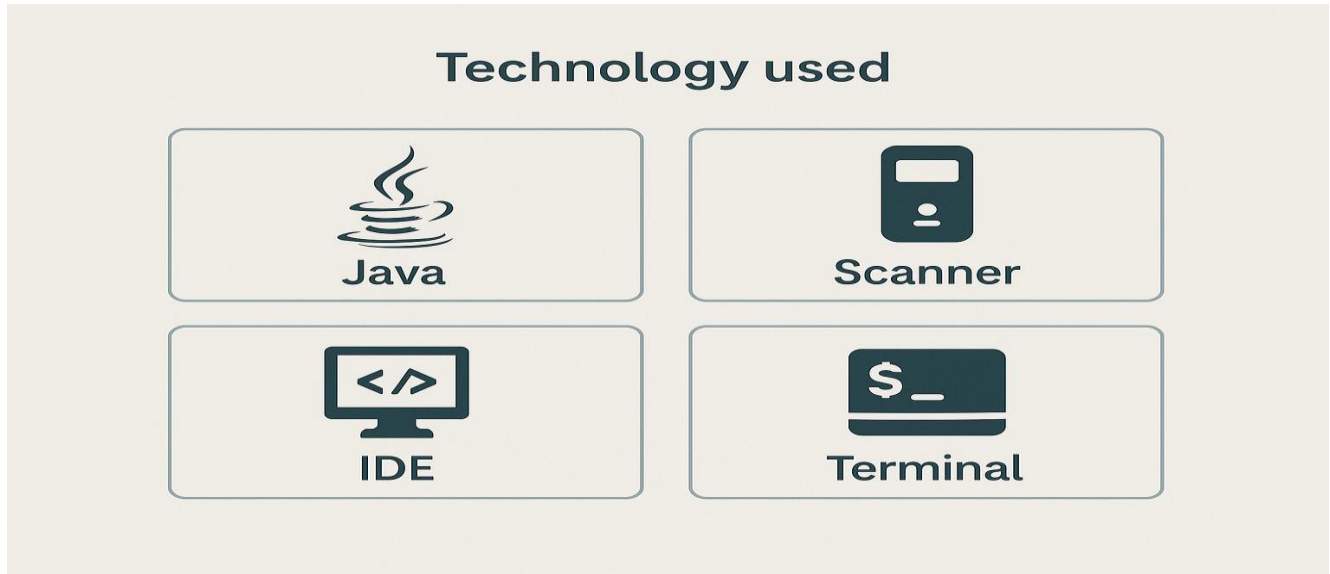 Technology used
Java
Scanner
</>
IDE
$_
Terminal